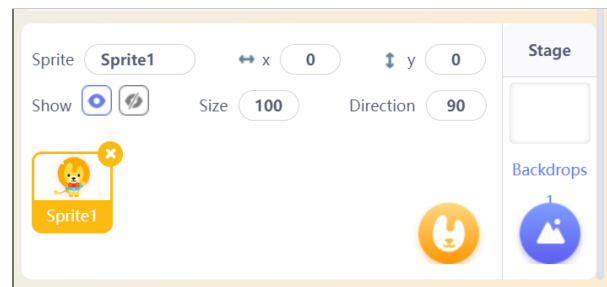 Sprite Sprite1 x 0 y 0 Stage
Show Size 100 Direction 90
Backdrops
1
Sprite1